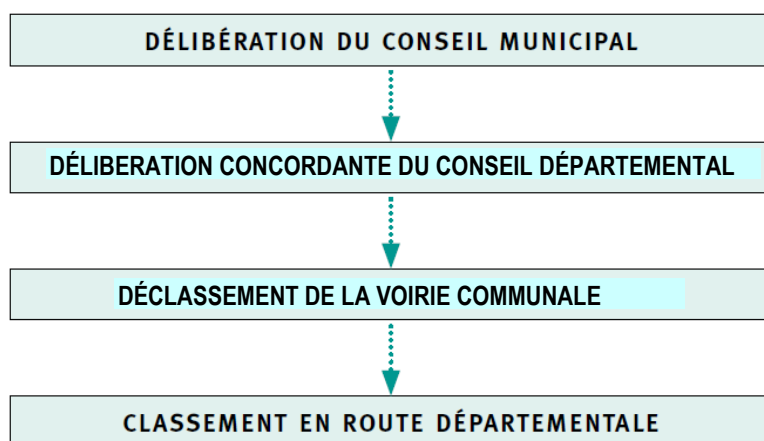 DÉLIBÉRATION DU CONSEIL MUNICIPAL
DÉLIBERATION CONCORDANTE DU CONSEIL DÉPARTEMENTAL
DÉCLASSEMENT DE LA VOIRIE COMMUNALE
CLASSEMENT EN ROUTE DÉPARTEMENTALE